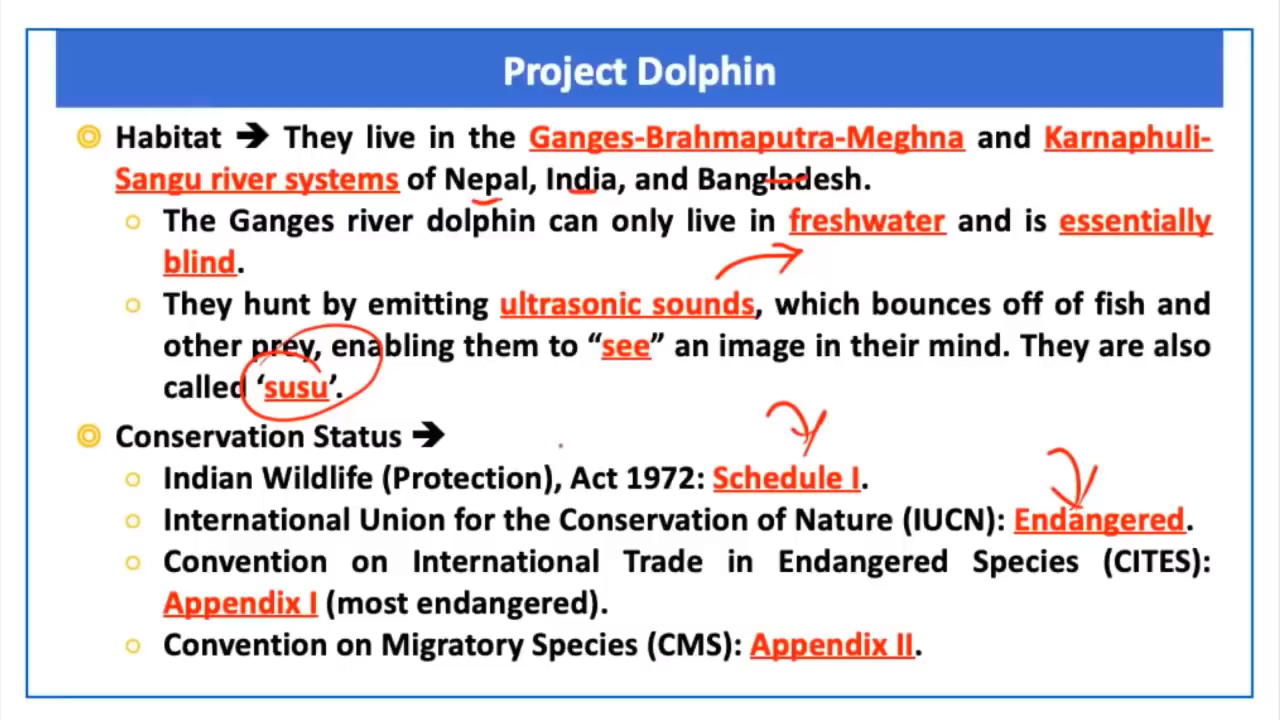 Project Dolphin
◎ Habitat ➔ They live in the Ganges-Brahmaputra-Meghna and Karnaphuli-
Sangu river systems of Nepal, India, and Bangladesh.
○ The Ganges river dolphin can only live in freshwater and is essentially
blind.
○ They hunt by emitting ultrasonic sounds, which bounces off of fish and
other prey, enabling them to “see” an image in their mind. They are also
called ‘susu’.
◎ Conservation Status ➔
○ Indian Wildlife (Protection), Act 1972: Schedule I.
○ International Union for the Conservation of Nature (IUCN): Endangered.
○ Convention on International Trade in Endangered Species (CITES):
Appendix I (most endangered).
○ Convention on Migratory Species (CMS): Appendix II.